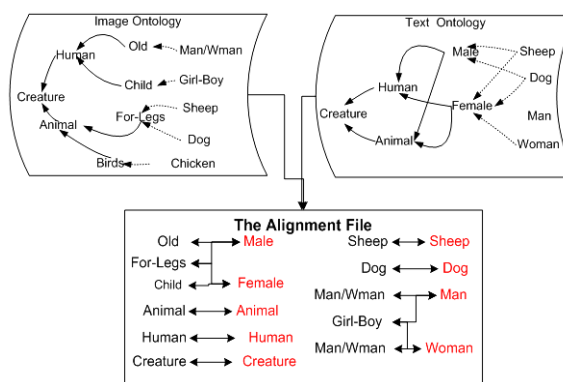 Image Ontology
Old
Man/Wman
Human
Child
Girl-Boy
Creature
For-Legs
Sheep
Animal
Dog
Birds
Chicken
Text Ontology
Male
Sheep
Dog
Human
Female
Creature
Man
Animal
Woman
The Alignment File
Old Male
For-Legs
Child Female
Animal Animal
Human Human
Creature Creature
Sheep Sheep
Dog Dog
Man/Wman Man
Girl-Boy
Man/Wman Woman